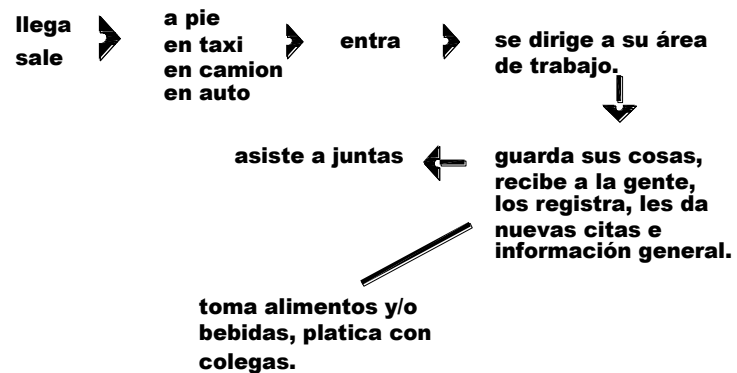 llega
sale
a pie
en taxi
en camion
en auto
entra
se dirige a su área
de trabajo.
asiste a juntas
guarda sus cosas,
recibe a la gente,
los registra, les da
nuevas citas e
información general.
toma alimentos y/o
bebidas, platica con
colegas.